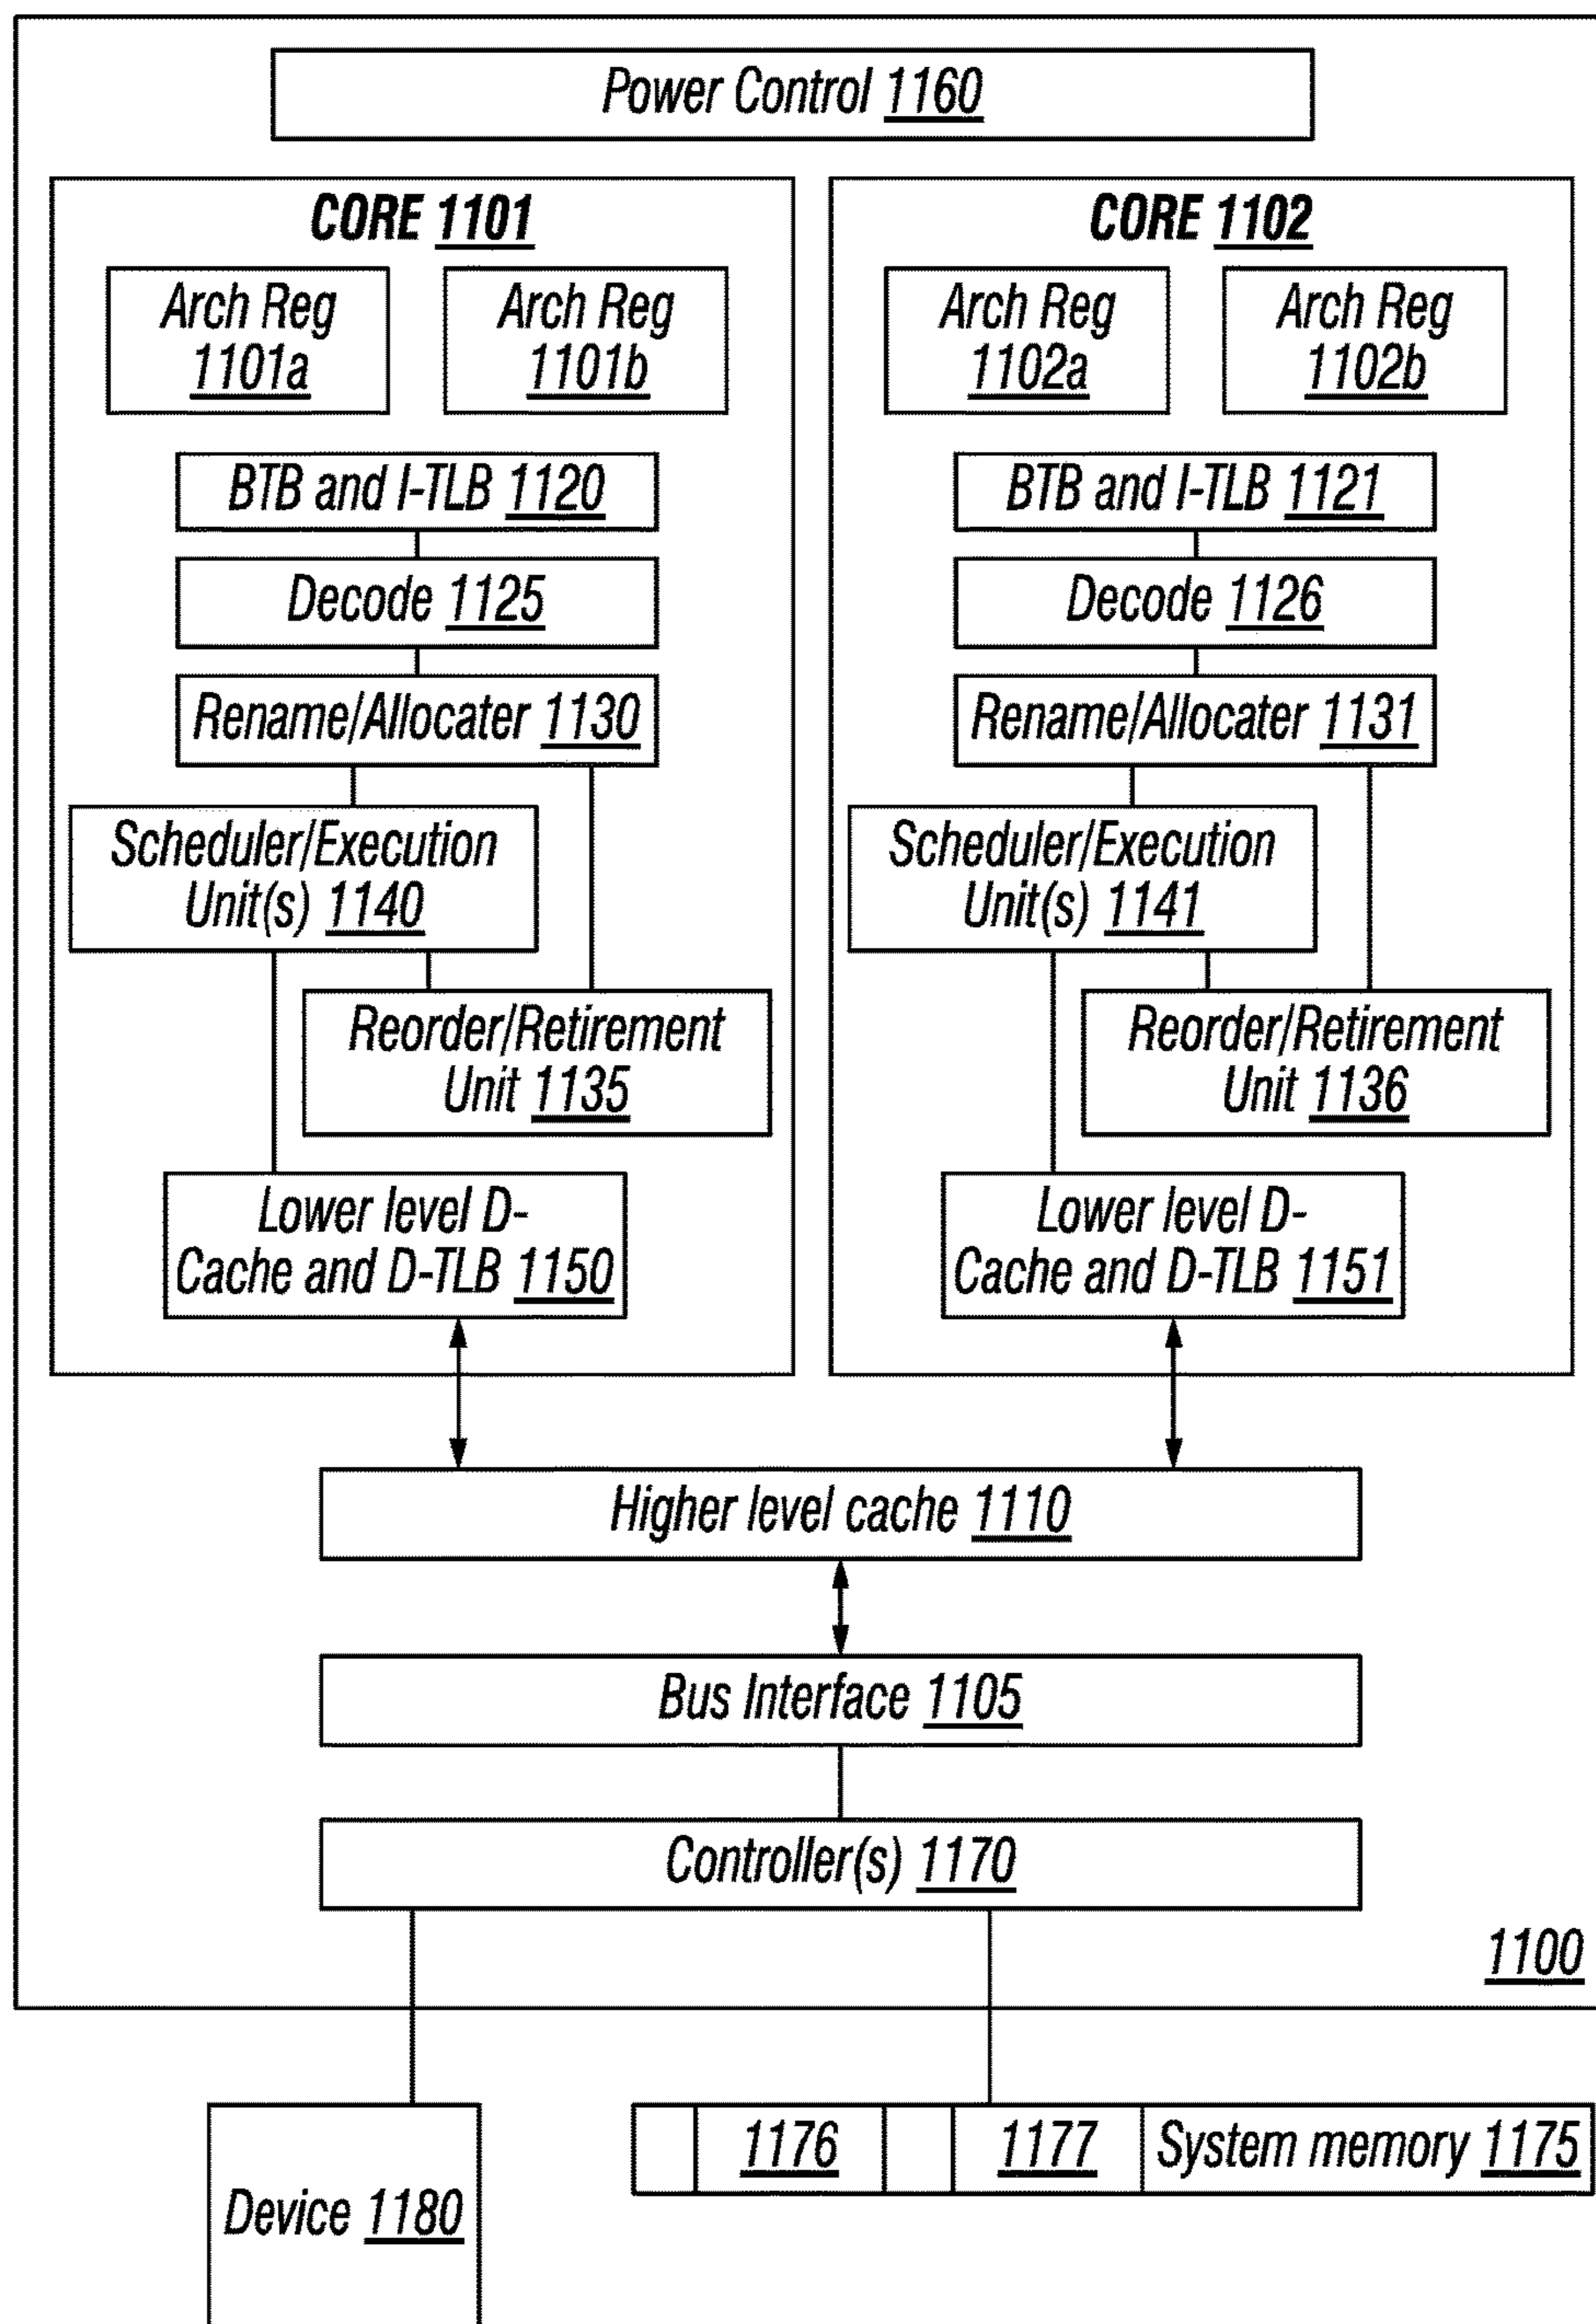 Power Control 1160
CORE 1101
Arch Reg
1101a
Arch Reg
1101b
BTB and I-TLB 1120
Decode 1125
Rename/Allocater 1130
Scheduler/Execution
Unit(s) 1140
Reorder/Retirement
Unit 1135
Lower level D-
Cache and D-TLB 1150
CORE 1102
Arch Reg
1102a
Arch Reg
1102b
BTB and I-TLB 1121
Decode 1126
Rename/Allocater 1131
Scheduler/Execution
Unit(s) 1141
Reorder/Retirement
Unit 1136
Lower level D-
Cache and D-TLB 1151
Higher level cache 1110
Bus Interface 1105
Controller(s) 1170
1100
Device 1180
1176
1177
System memory 1175